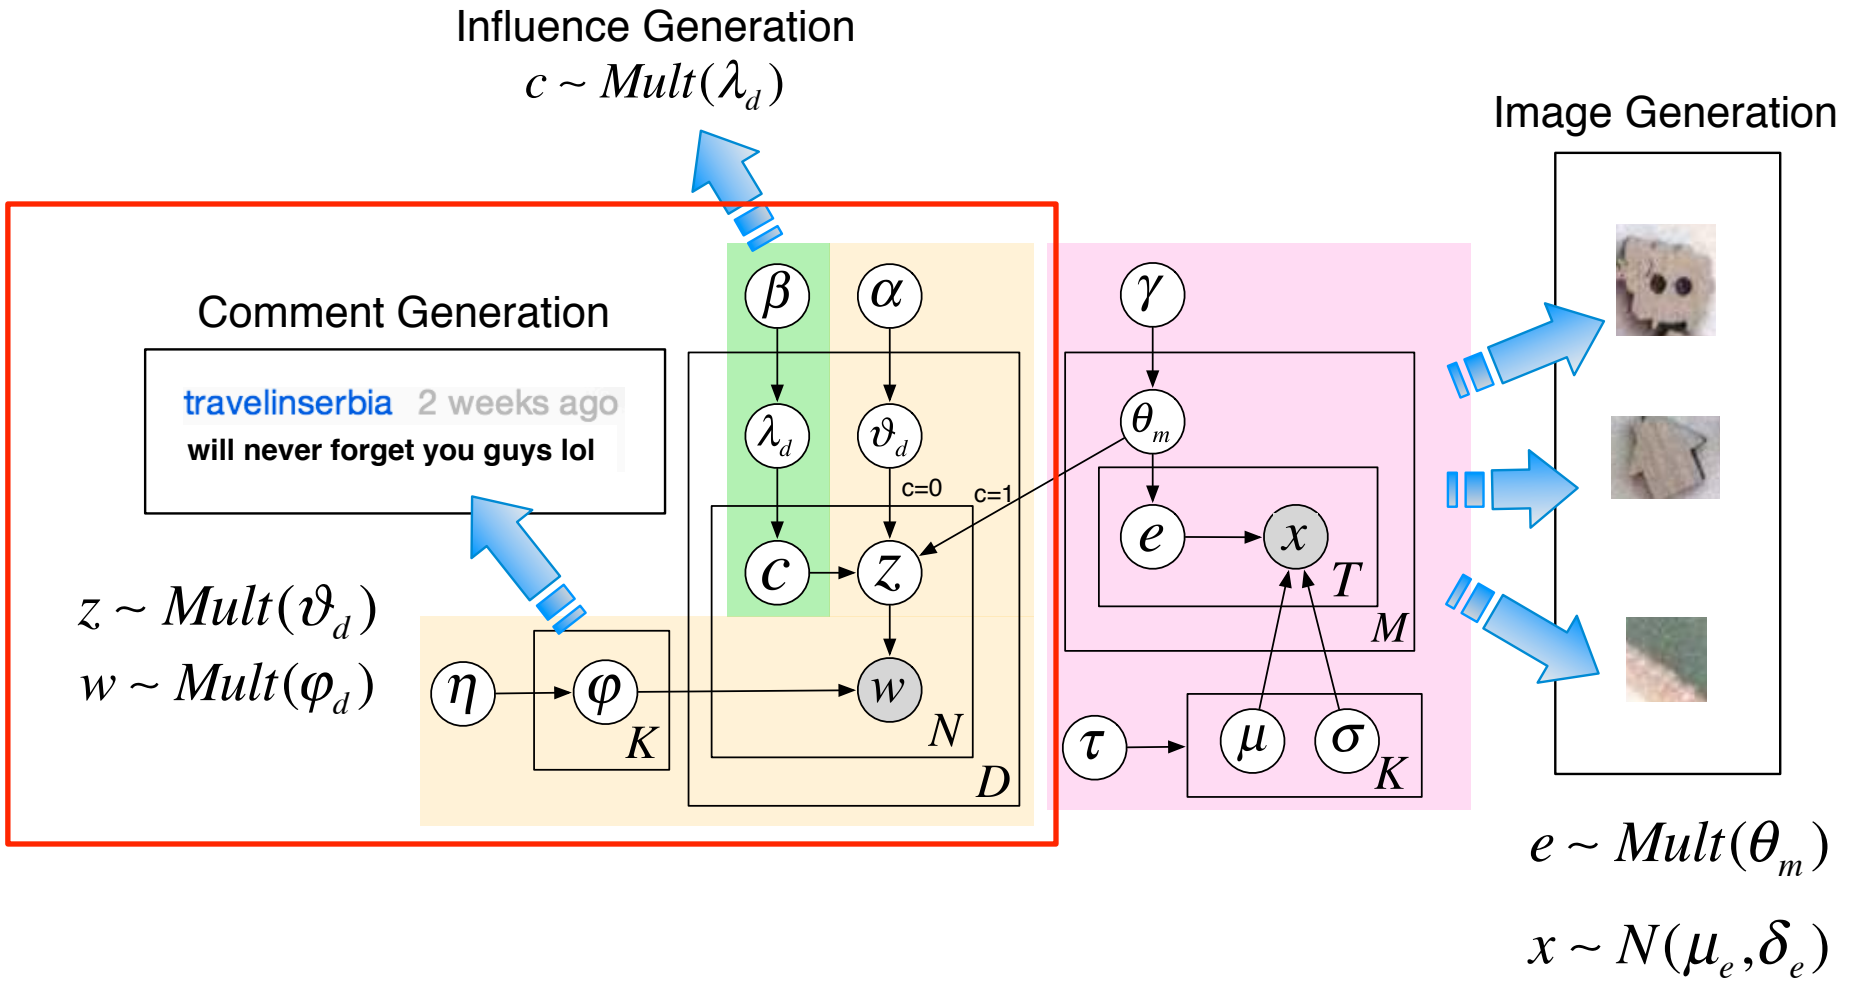 Influence Generation
c ~ Mult(λ_d)
Image Generation
β
α
γ
Comment Generation
travelinserbia 2 weeks ago
will never forget you guys lol
λ_d
ϑ_d
θ_m
c=0
c=1
c
z
e
x
T
M
z ~ Mult(ϑ_d)
w ~ Mult(φ_d)
η
φ
K
w
N
D
τ
μ
σ
K
e ~ Mult(θ_m)
x ~ N(μ_e,δ_e)